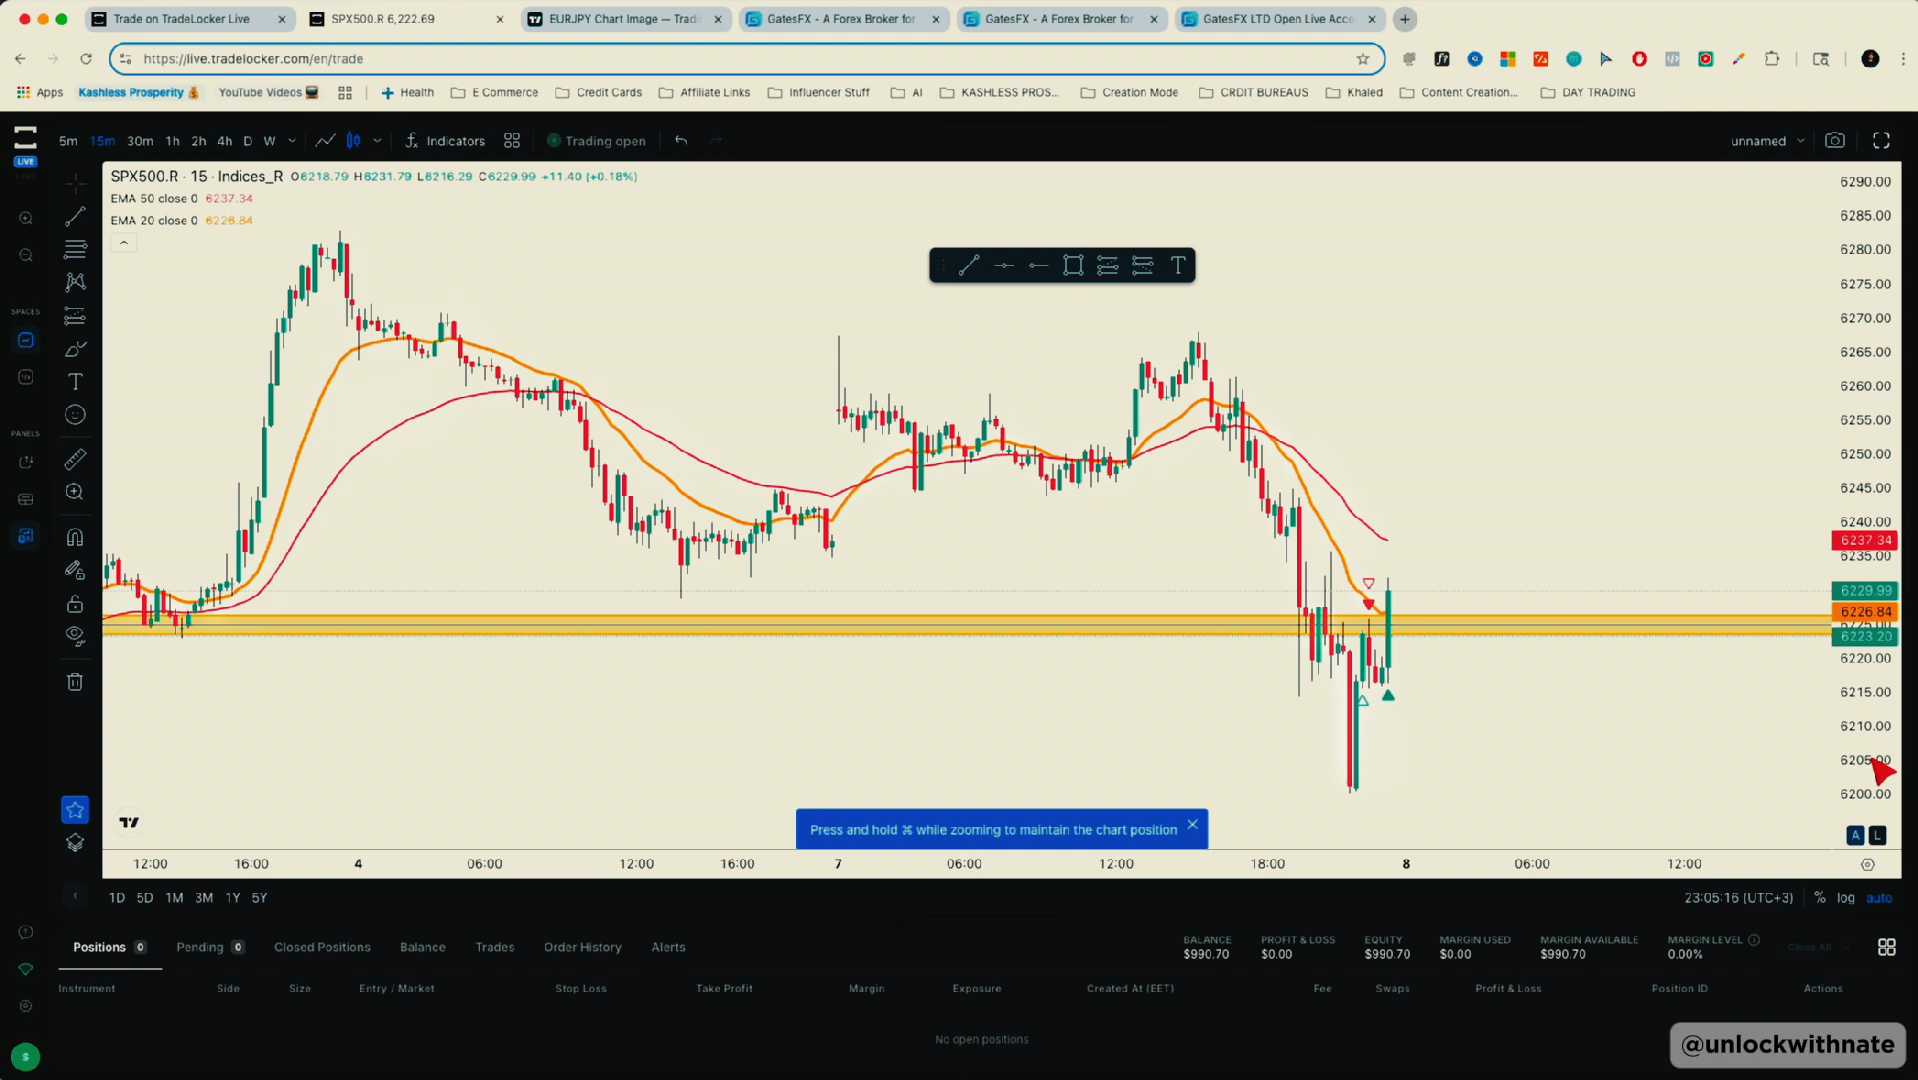 Trade on TradeLocker Live
SPX500.R 6,222.69
EURJPY Chart Image — Tradi
GatesFX - A Forex Broker for
GatesFX - A Forex Broker for
GatesFX LTD Open Live Acco
https://live.tradelocker.com/en/trade
Apps
Kashless Prosperity
YouTube Videos
Health
E Commerce
Credit Cards
Affiliate Links
Influencer Stuff
AI
KASHLESS PROS...
Creation Mode
CRDIT BUREAUS
Khaled
Content Creation...
DAY TRADING
LIVE
5m 15m 30m 1h 2h 4h D W
Indicators
Trading open
unnamed
SPX500.R · 15 · Indices_R O6218.79 H6231.79 L6216.29 C6229.99 +11.40 (+0.18%)
EMA 50 close 0 6237.34
EMA 20 close 0 6226.84
SPACES
PANELS
T
6290.00
6285.00
6280.00
6275.00
6270.00
6265.00
6260.00
6255.00
6250.00
6245.00
6240.00
6237.34
6235.00
6229.99
6226.84
6225.00
6223.20
6220.00
6215.00
6210.00
6205.00
6200.00
Press and hold ⌘ while zooming to maintain the chart position
A L
12:00 16:00 4 06:00 12:00 16:00 7 06:00 12:00 18:00 8 06:00 12:00
1D 5D 1M 3M 1Y 5Y
23:05:16 (UTC+3) % log auto
Positions 0
Pending 0
Closed Positions
Balance
Trades
Order History
Alerts
BALANCE
$990.70
PROFIT & LOSS
$0.00
EQUITY
$990.70
MARGIN USED
$0.00
MARGIN AVAILABLE
$990.70
MARGIN LEVEL
0.00%
Close All
Instrument Side Size Entry / Market Stop Loss Take Profit Margin Exposure Created At (EET) Fee Swaps Profit & Loss Position ID Actions
No open positions
@unlockwithnate